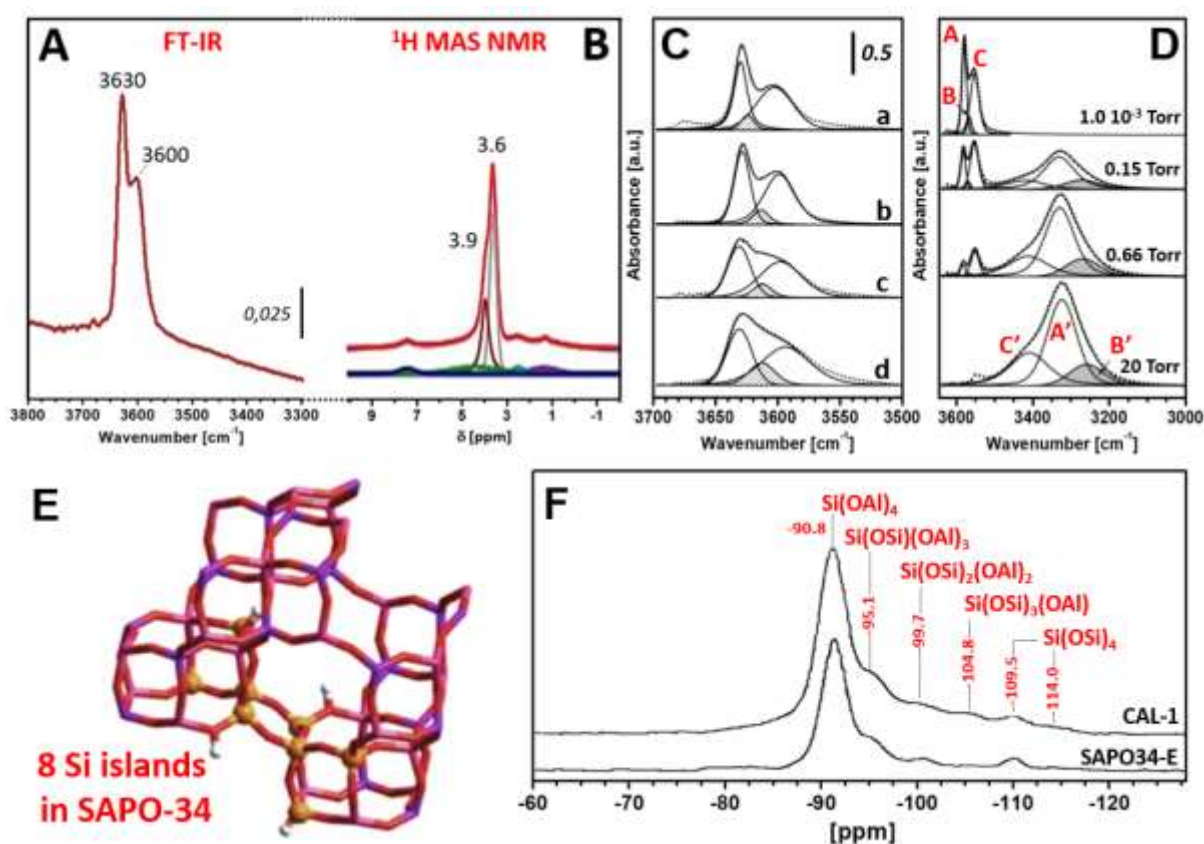 A
FT-IR
3630
3600
0,025
3800 3700 3600 3500 3400 3300
Wavenumber [cm-1]
¹H MAS NMR
B
3.6
3.9
9 7 5 3 1 -1
δ [ppm]
C
0.5
Absorbance [a.u.]
a
b
c
d
3700 3650 3600 3550 3500
Wavenumber [cm-1]
D
A
C
B
1.0 10-3 Torr
0.15 Torr
0.66 Torr
C'
A'
B'
20 Torr
Absorbance [a.u.]
3600 3400 3200 3000
Wavenumber [cm-1]
E
8 Si islands
in SAPO-34
F
Si(OAl)4
-90.8
Si(OSi)(OAl)3
95.1
Si(OSi)2(OAl)2
99.7
Si(OSi)3(OAl)
104.8
Si(OSi)4
-109.5
-114.0
CAL-1
SAPO34-E
-60 -70 -80 -90 -100 -110 -120
[ppm]